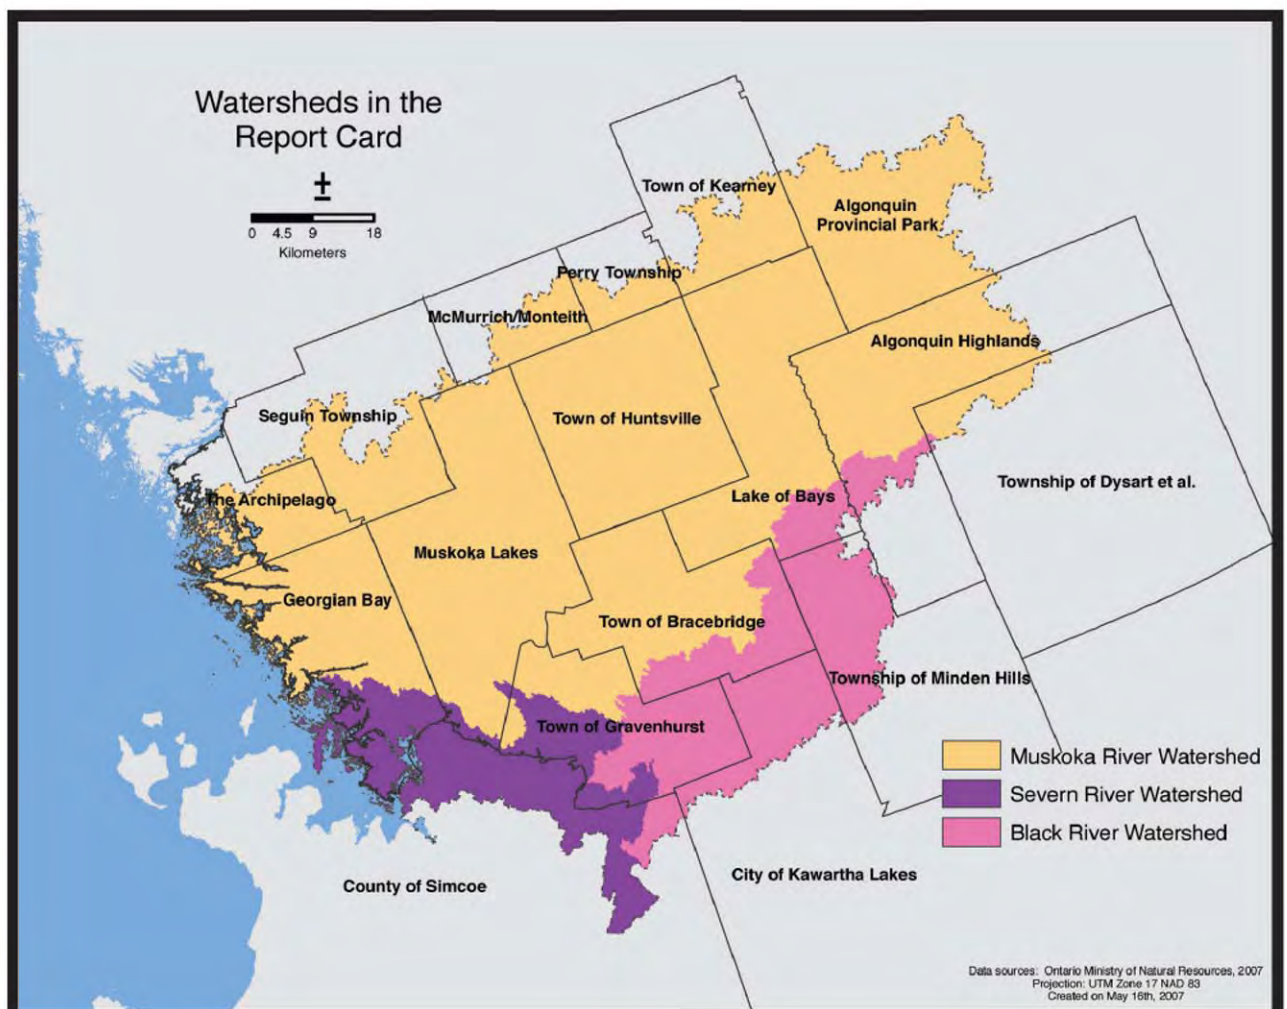 Watersheds in the
Report Card
±
0 4.5 9 18
Kilometers
Town of Kearney
Algonquin
Provincial Park
Perry Township
McMurrich/Monteith
Algonquin Highlands
Seguin Township
Town of Huntsville
Township of Dysart et al.
The Archipelago
Lake of Bays
Muskoka Lakes
Georgian Bay
Town of Bracebridge
Township of Minden Hills
Town of Gravenhurst
Muskoka River Watershed
Severn River Watershed
Black River Watershed
City of Kawartha Lakes
County of Simcoe
Data sources: Ontario Ministry of Natural Resources, 2007
Projection: UTM Zone 17 NAD 83
Created on May 16th, 2007